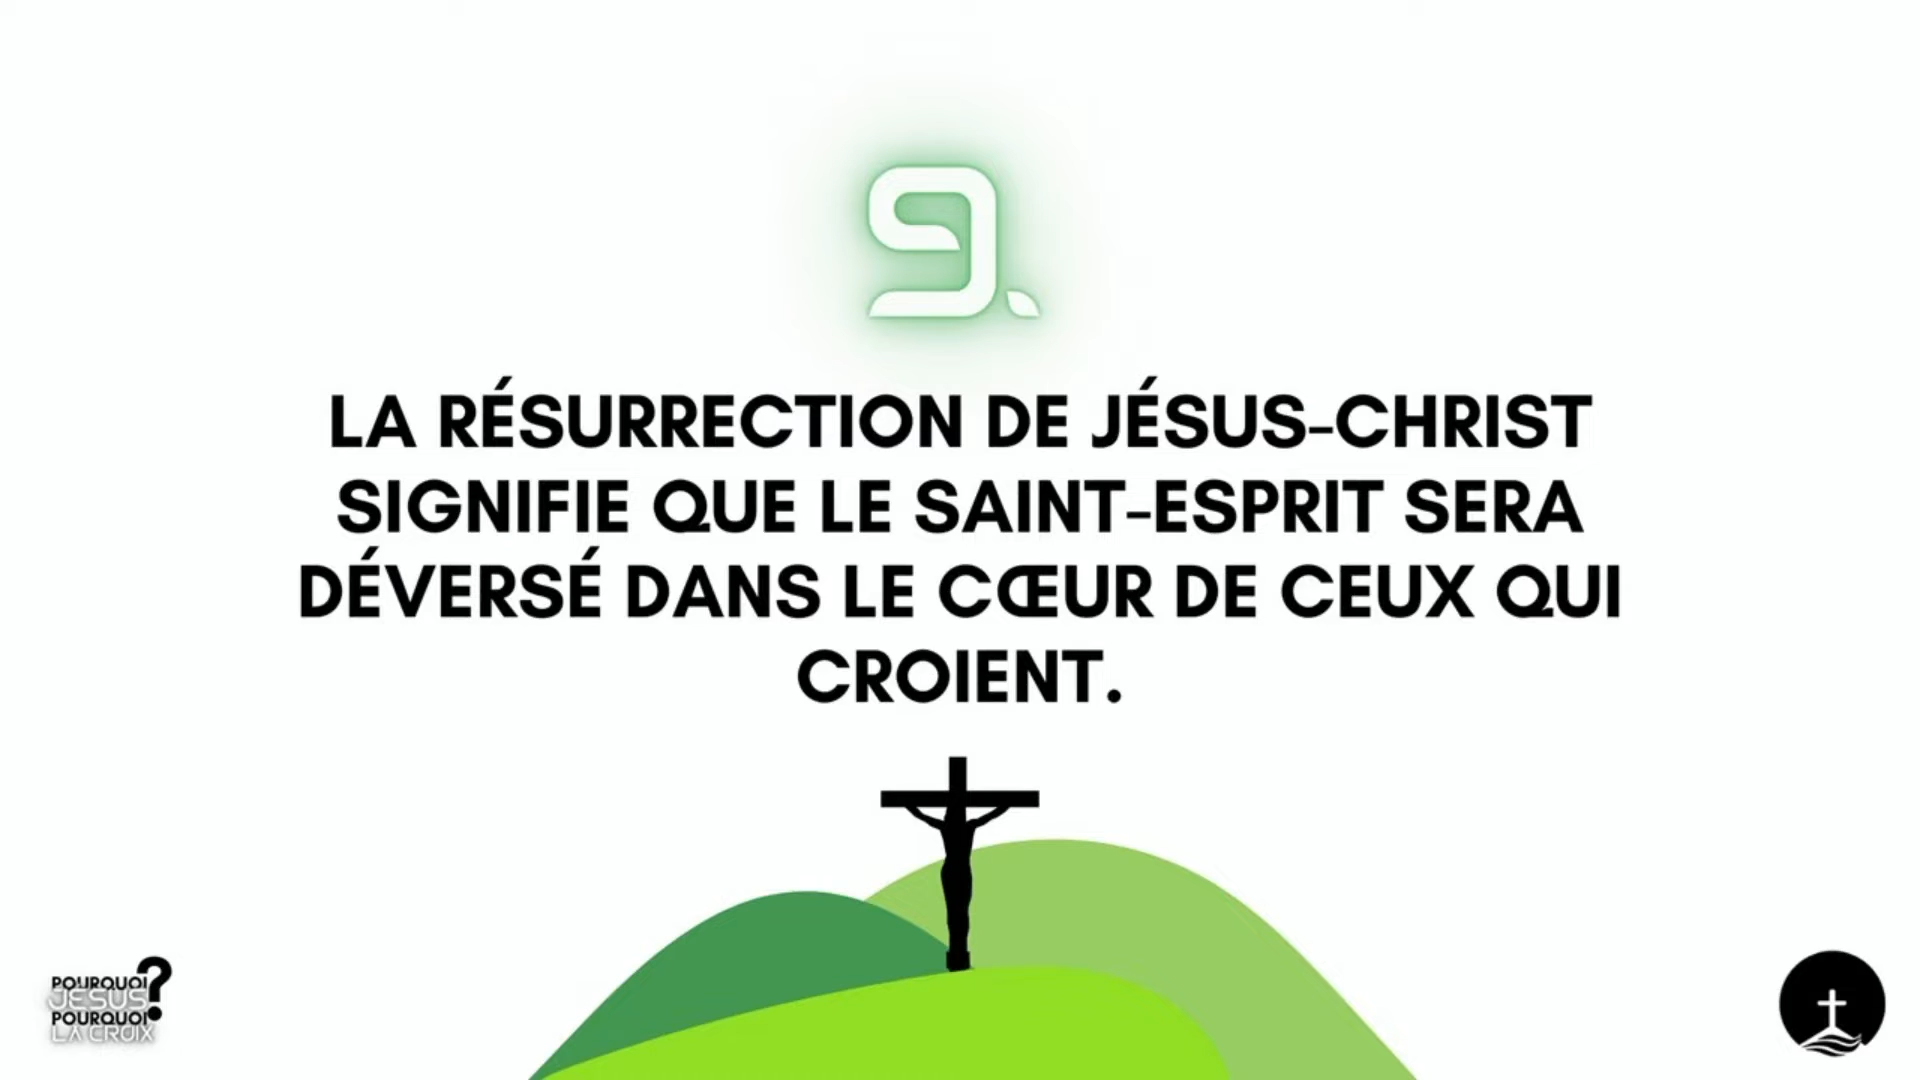 9.
LA RÉSURRECTION DE JÉSUS-CHRIST
SIGNIFIE QUE LE SAINT-ESPRIT SERA
DÉVERSÉ DANS LE CŒUR DE CEUX QUI
CROIENT.
POURQUOI
JESUS ?
POURQUOI
LA CROIX